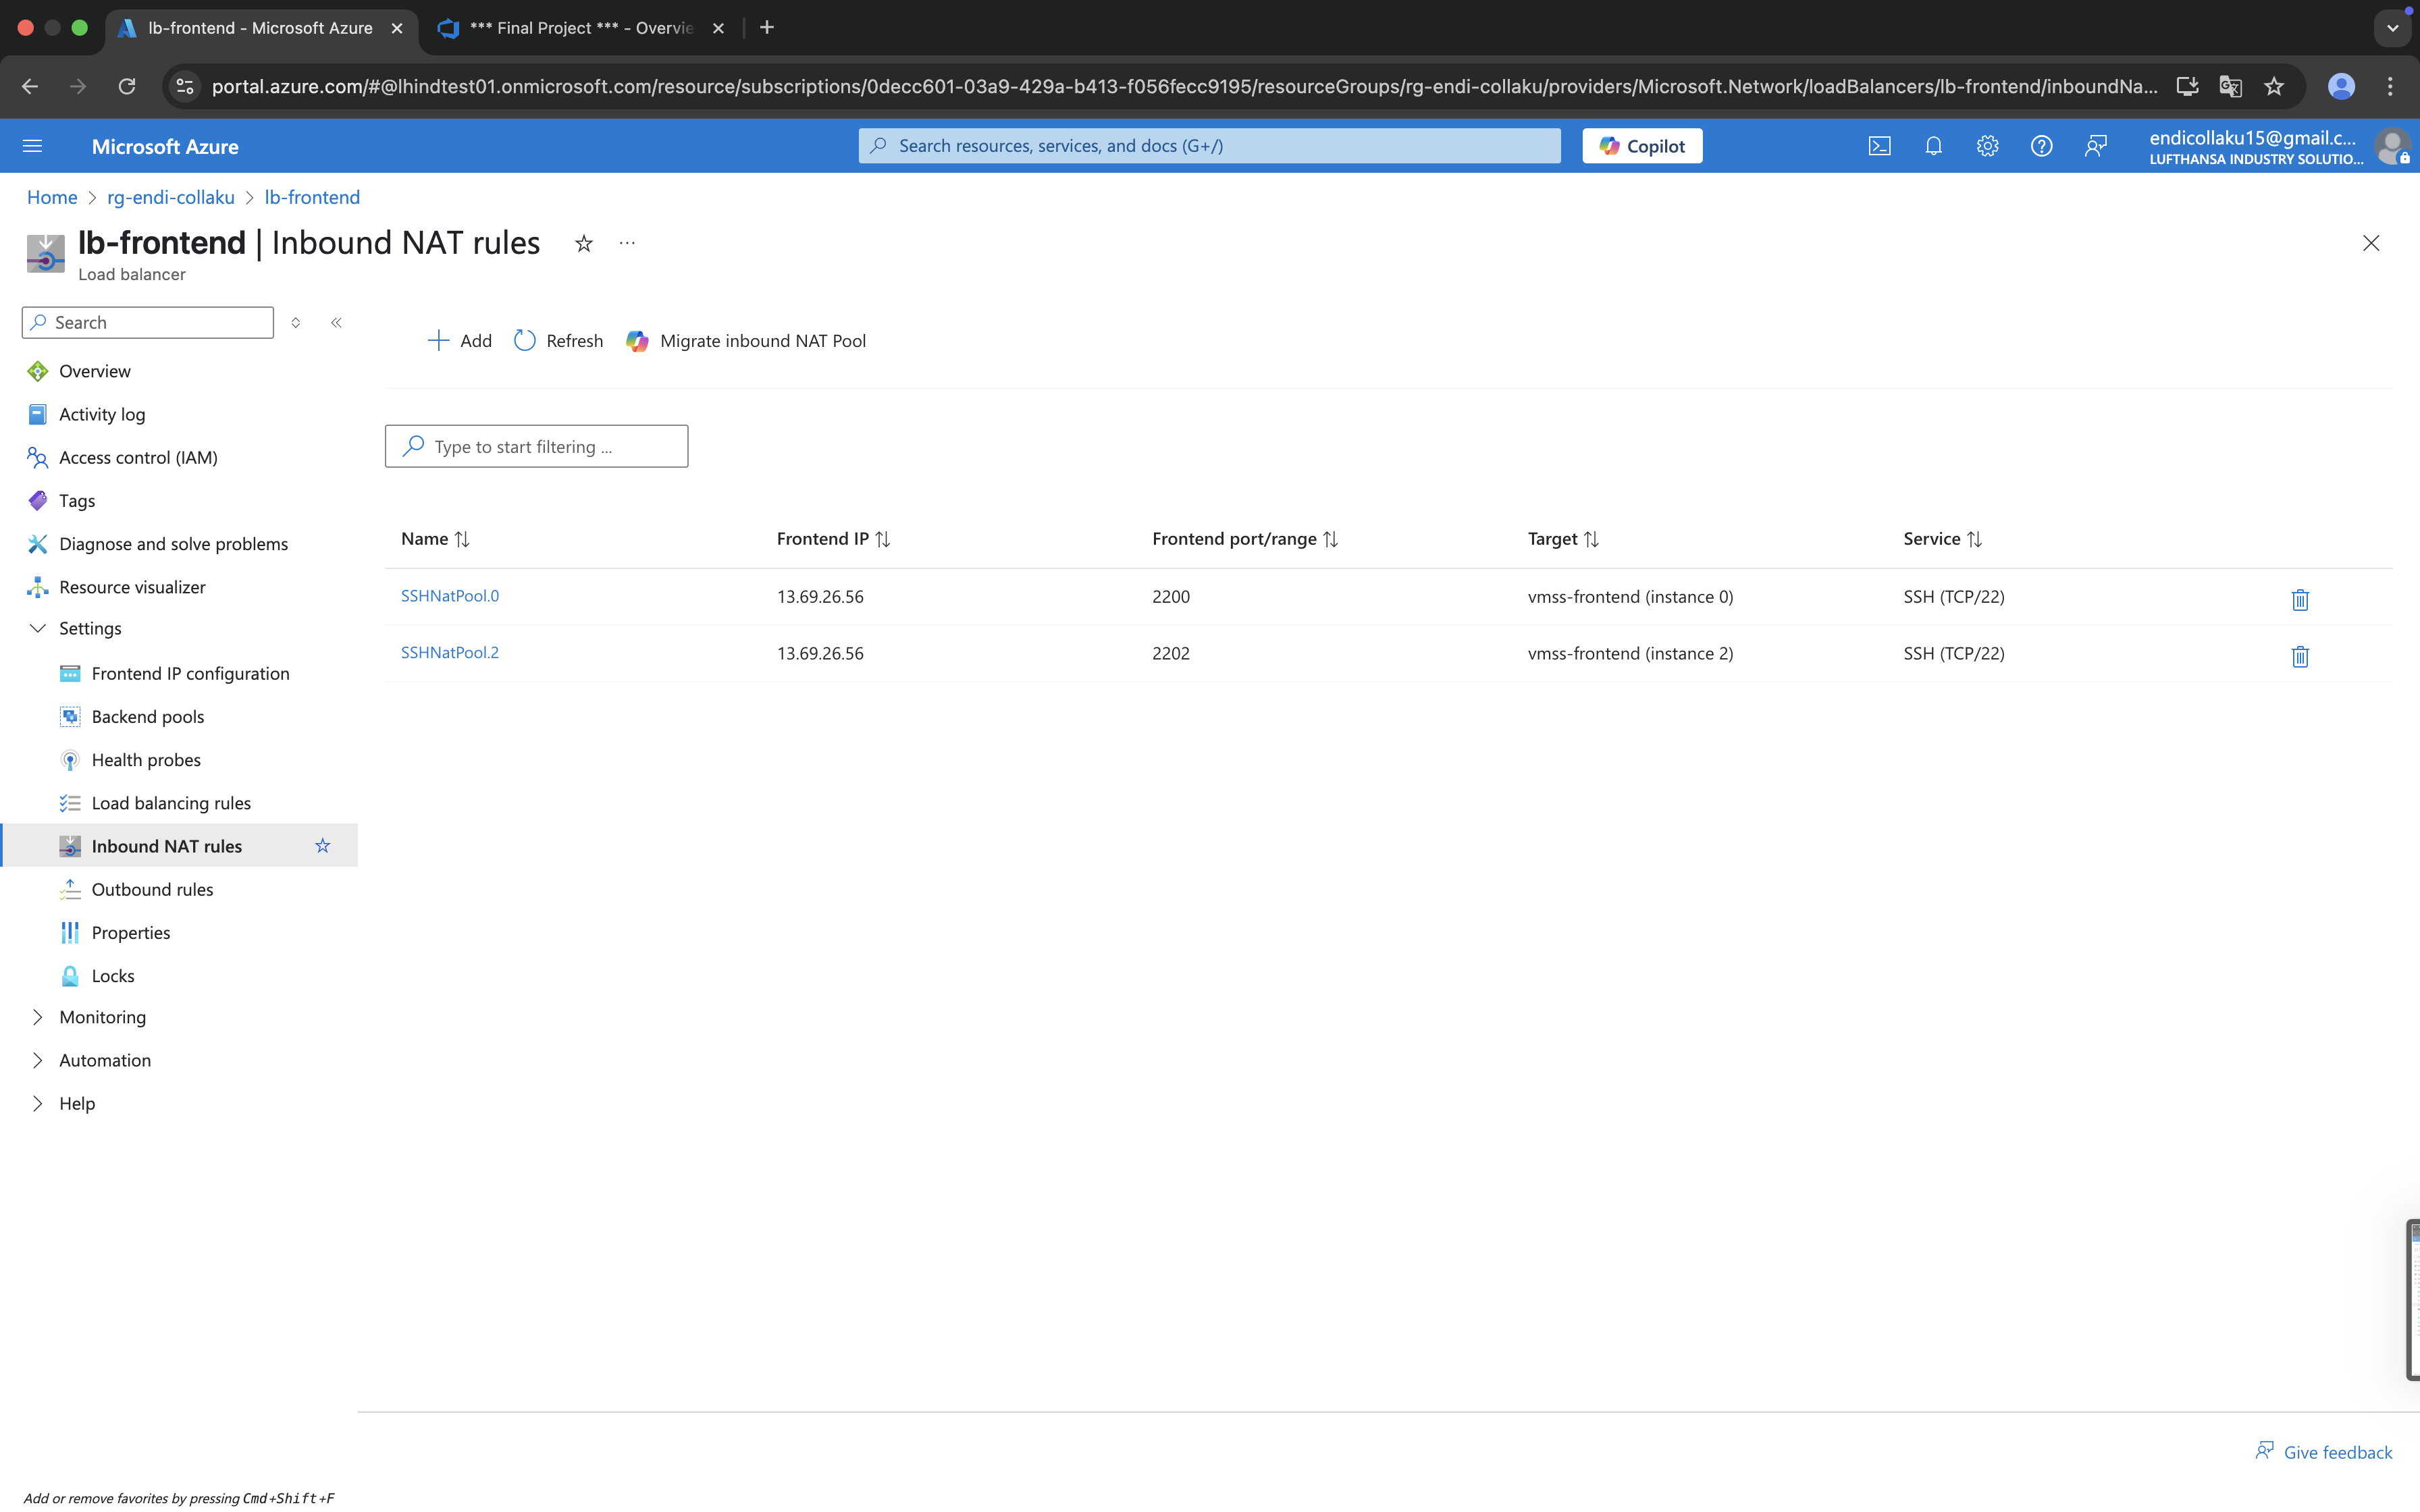 lb-frontend - Microsoft Azure
*** Final Project *** - Overvie
portal.azure.com/#@lhindtest01.onmicrosoft.com/resource/subscriptions/0decc601-03a9-429a-b413-f056fecc9195/resourceGroups/rg-endi-collaku/providers/Microsoft.Network/loadBalancers/lb-frontend/inboundNa...
Microsoft Azure
Search resources, services, and docs (G+/)
Copilot
endicollaku15@gmail.c...
LUFTHANSA INDUSTRY SOLUTIO...
Home > rg-endi-collaku > lb-frontend
lb-frontend | Inbound NAT rules
Load balancer
Search
Add
Refresh
Migrate inbound NAT Pool
Overview
Activity log
Access control (IAM)
Tags
Diagnose and solve problems
Resource visualizer
Settings
Frontend IP configuration
Backend pools
Health probes
Load balancing rules
Inbound NAT rules
Outbound rules
Properties
Locks
Monitoring
Automation
Help
Type to start filtering ...
Name Frontend IP Frontend port/range Target Service
SSHNatPool.0 13.69.26.56 2200 vmss-frontend (instance 0) SSH (TCP/22)
SSHNatPool.2 13.69.26.56 2202 vmss-frontend (instance 2) SSH (TCP/22)
Give feedback
Add or remove favorites by pressing Cmd+Shift+F